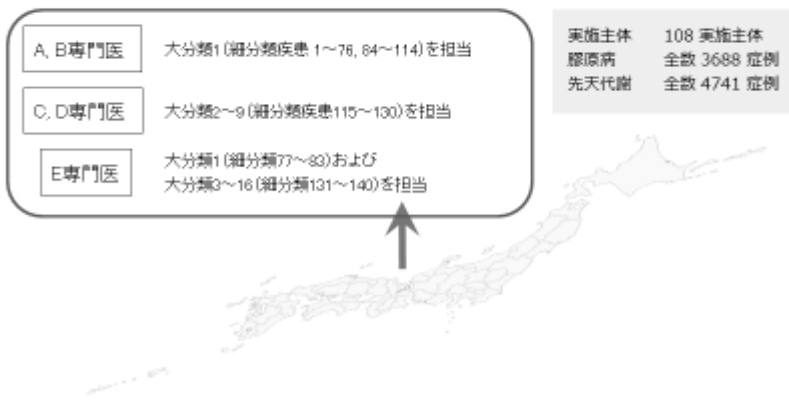 A, B専門医 大分類1(細分類疾患 1～76, 84～114)を担当
C, D専門医 大分類2～9(細分類疾患115～130)を担当
E専門医 大分類1(細分類77～83)および
大分類3～16(細分類131～140)を担当
実施主体 108 実施主体
膠原病 全数 3688 症例
先天代謝 全数 4741 症例